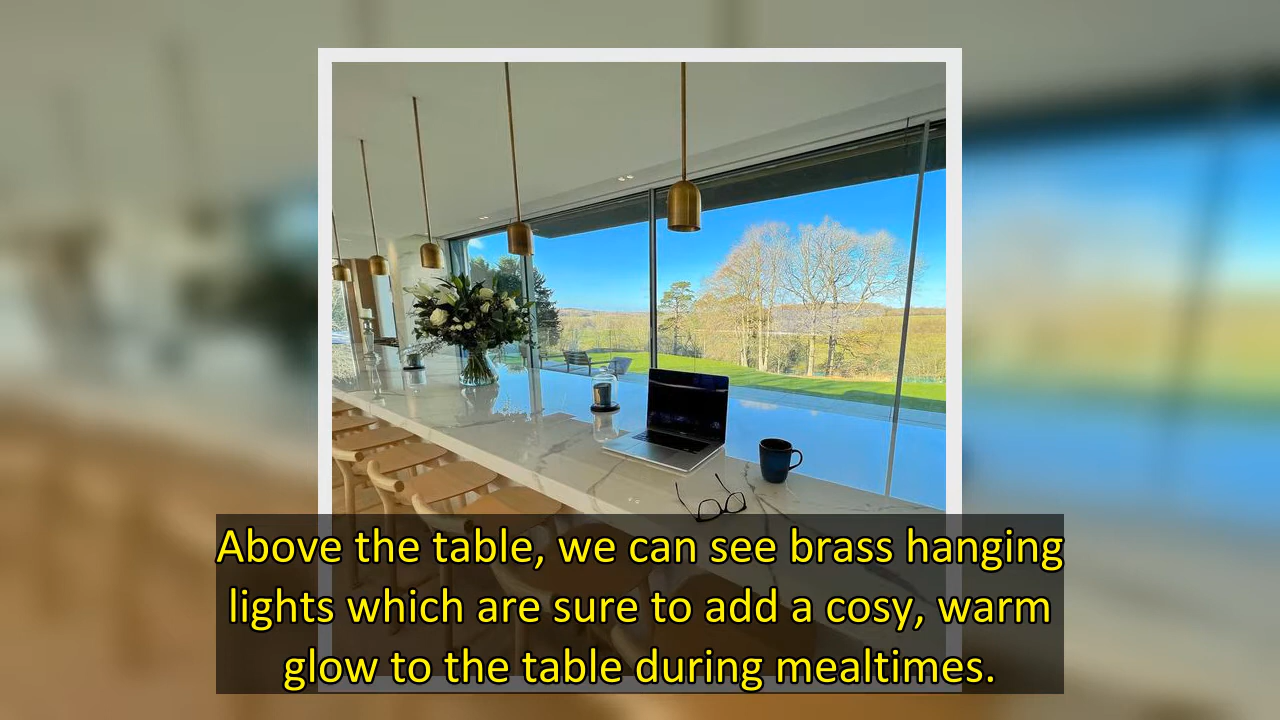 Above the table, we can see brass hanging
lights which are sure to add a cosy, warm
glow to the table during mealtimes.